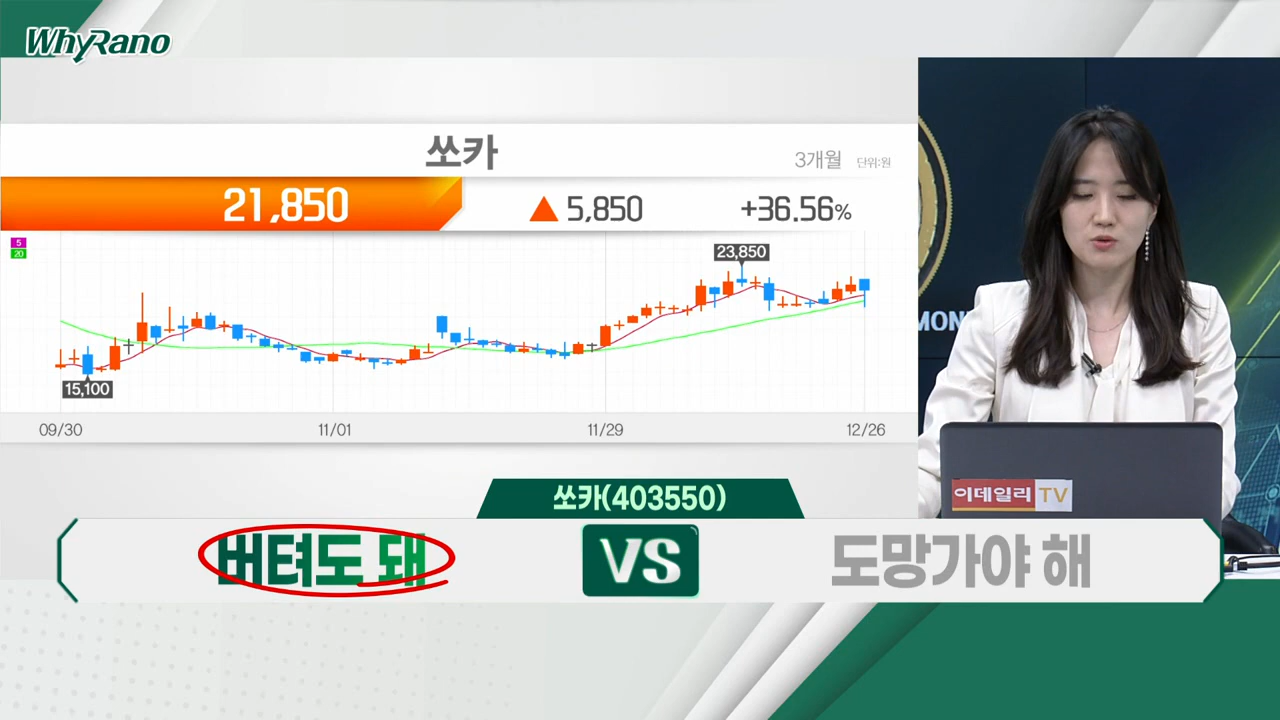 WhyRano
쏘카
3개월 단위:원
21,850 ▲ 5,850 +36.56%
5
20
23,850
15,100
09/30 11/01 11/29 12/26
MON
이데일리 TV
쏘카(403550)
버텨도 돼 VS 도망가야 해